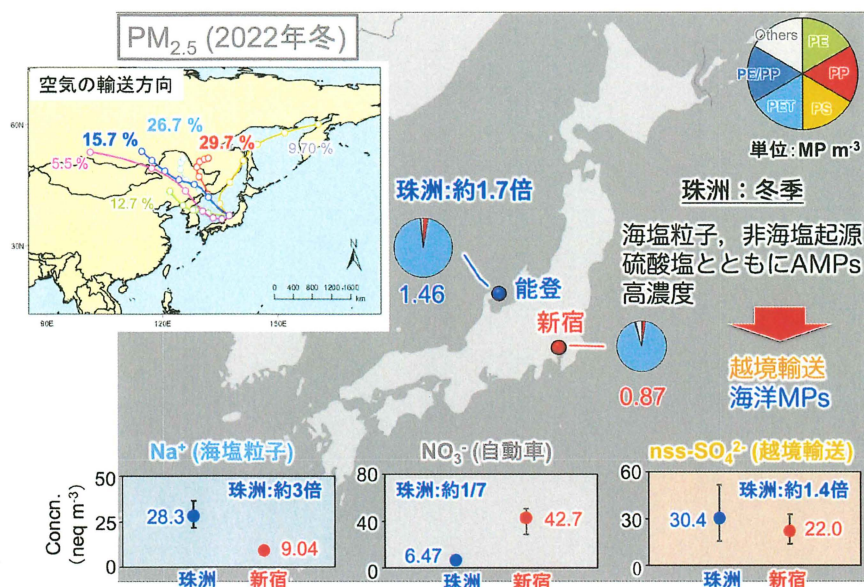 PM2.5 (2022年冬)
空気の輸送方向
60N
30N
90E
120E
150E
15.7 %
26.7 %
29.7 %
5.5 %
12.7 %
9.70 %
N
0 200 400 800 1200 1600
km
Others
PE
PE/PP
PP
PET
PS
単位:MP m-3
珠洲:約1.7倍
1.46
能登
新宿
0.87
珠洲:冬季
海塩粒子,非海塩起源
硫酸塩とともにAMPs
高濃度
越境輸送
海洋MPs
Na+ (海塩粒子)
Concn.
(neq m-3)
50
25
0
珠洲:約3倍
28.3
9.04
珠洲
新宿
NO3- (自動車)
80
40
0
珠洲:約1/7
6.47
42.7
珠洲
新宿
nss-SO42- (越境輸送)
60
30
0
珠洲:約1.4倍
30.4
22.0
珠洲
新宿